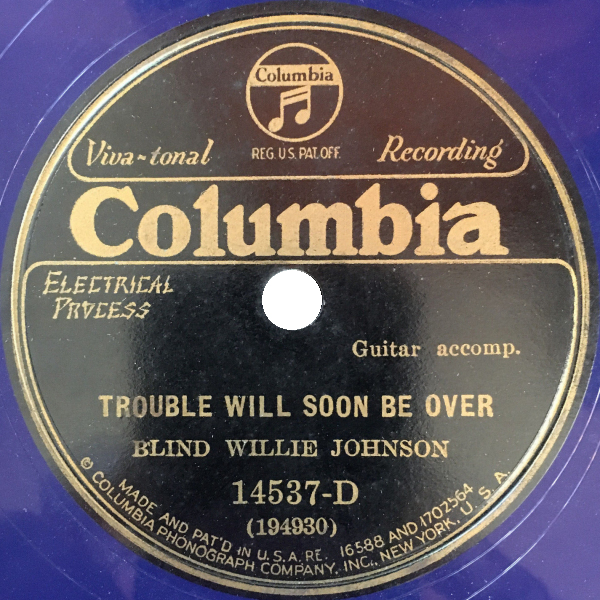 Columbia
REG. U.S. PAT. OFF.
Viva-tonal Recording
Columbia
ELECTRICAL
PROCESS
Guitar accomp.
TROUBLE WILL SOON BE OVER
BLIND WILLIE JOHNSON
14537-D
(194930)
MADE AND PAT'D IN U.S.A. RE. 16588 AND 1702564
© COLUMBIA PHONOGRAPH COMPANY, INC., NEW YORK, U.S.A.